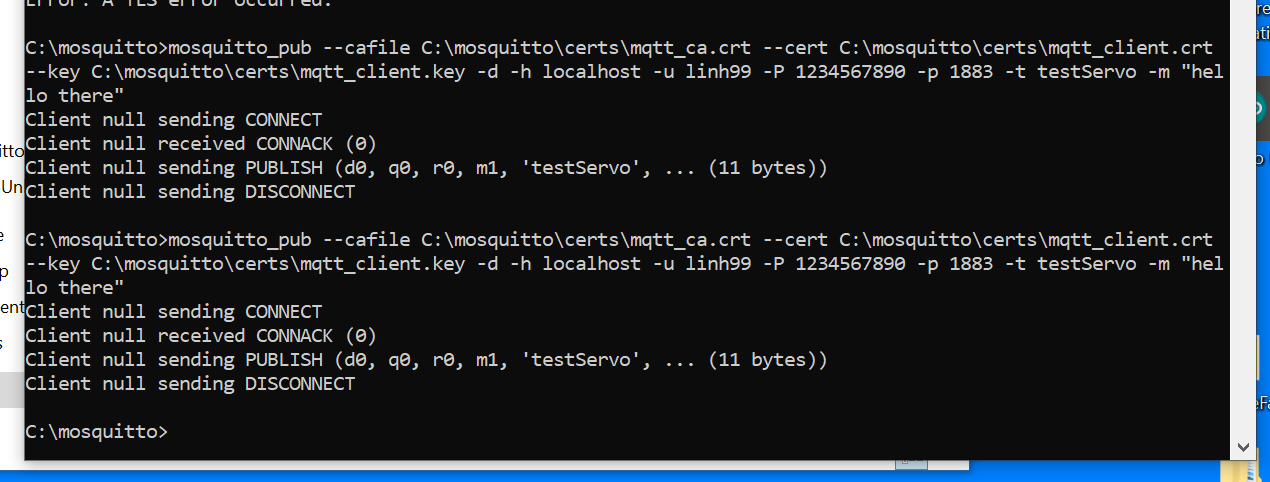 Error: A TLS error occurred.
C:\mosquitto>mosquitto_pub --cafile C:\mosquitto\certs\mqtt_ca.crt --cert C:\mosquitto\certs\mqtt_client.crt
--key C:\mosquitto\certs\mqtt_client.key -d -h localhost -u linh99 -P 1234567890 -p 1883 -t testServo -m "hel
lo there"
Client null sending CONNECT
Client null received CONNACK (0)
Client null sending PUBLISH (d0, q0, r0, m1, 'testServo', ... (11 bytes))
Client null sending DISCONNECT
C:\mosquitto>mosquitto_pub --cafile C:\mosquitto\certs\mqtt_ca.crt --cert C:\mosquitto\certs\mqtt_client.crt
--key C:\mosquitto\certs\mqtt_client.key -d -h localhost -u linh99 -P 1234567890 -p 1883 -t testServo -m "hel
lo there"
Client null sending CONNECT
Client null received CONNACK (0)
Client null sending PUBLISH (d0, q0, r0, m1, 'testServo', ... (11 bytes))
Client null sending DISCONNECT
C:\mosquitto>